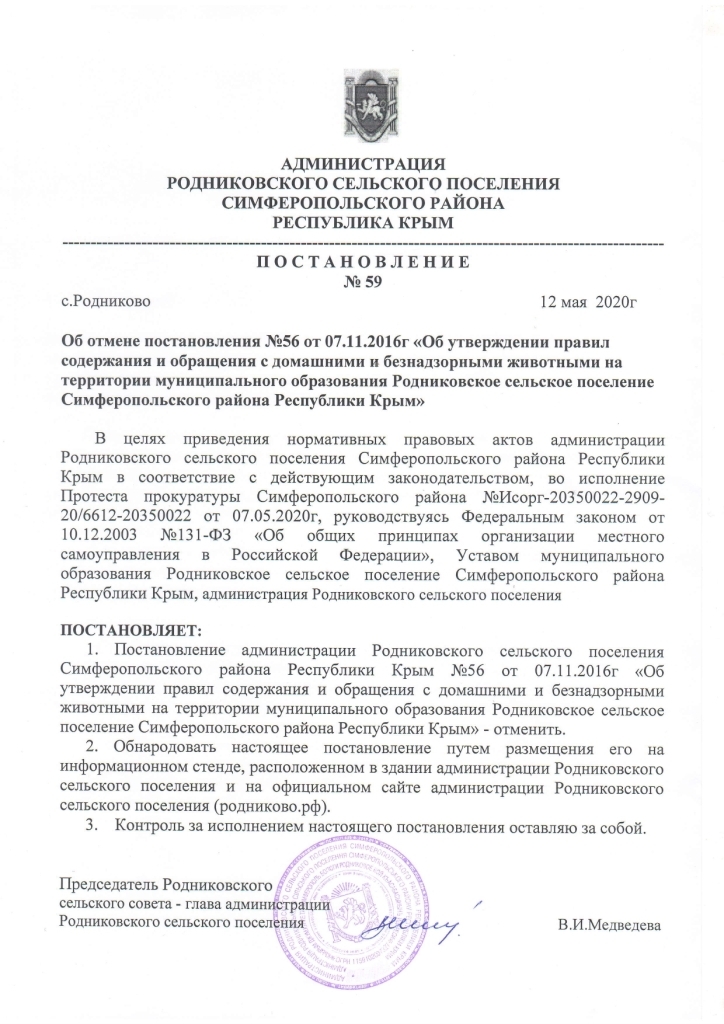 АДМИНИСТРАЦИЯ
РОДНИКОВСКОГО СЕЛЬСКОГО ПОСЕЛЕНИЯ
СИМФЕРОПОЛЬСКОГО РАЙОНА
РЕСПУБЛИКА КРЫМ
П О С Т А Н О В Л Е Н И Е
№ 59
с.Родниково 12 мая 2020г
Об отмене постановления №56 от 07.11.2016г «Об утверждении правил
содержания и обращения с домашними и безнадзорными животными на
территории муниципального образования Родниковское сельское поселение
Симферопольского района Республики Крым»
В целях приведения нормативных правовых актов администрации
Родниковского сельского поселения Симферопольского района Республики
Крым в соответствие с действующим законодательством, во исполнение
Протеста прокуратуры Симферопольского района №Исорг-20350022-2909-
20/6612-20350022 от 07.05.2020г, руководствуясь Федеральным законом от
10.12.2003 №131-ФЗ «Об общих принципах организации местного
самоуправления в Российской Федерации», Уставом муниципального
образования Родниковское сельское поселение Симферопольского района
Республики Крым, администрация Родниковского сельского поселения
ПОСТАНОВЛЯЕТ:
1. Постановление администрации Родниковского сельского поселения
Симферопольского района Республики Крым №56 от 07.11.2016г «Об
утверждении правил содержания и обращения с домашними и безнадзорными
животными на территории муниципального образования Родниковское сельское
поселение Симферопольского района Республики Крым» - отменить.
2. Обнародовать настоящее постановление путем размещения его на
информационном стенде, расположенном в здании администрации Родниковского
сельского поселения и на официальном сайте администрации Родниковского
сельского поселения (родниково.рф).
3. Контроль за исполнением настоящего постановления оставляю за собой.
Председатель Родниковского
сельского совета - глава администрации
Родниковского сельского поселения В.И.Медведева